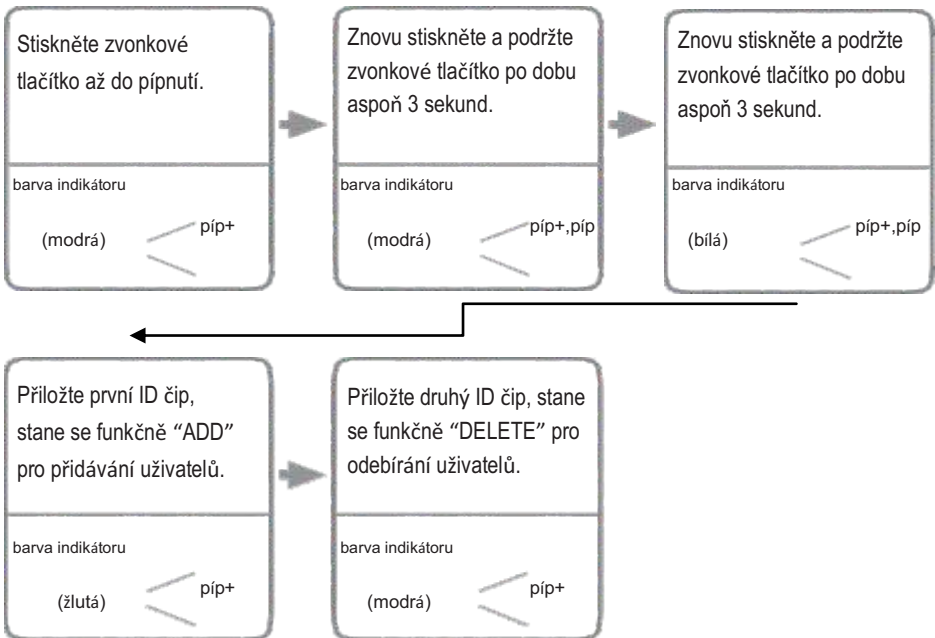 Stiskněte zvonkové
tlačítko až do pípnutí.
barva indikátoru
(modrá)
píp+
Znovu stiskněte a podržte
zvonkové tlačítko po dobu
aspoň 3 sekund.
barva indikátoru
(modrá)
píp+,píp
Znovu stiskněte a podržte
zvonkové tlačítko po dobu
aspoň 3 sekund.
barva indikátoru
(bílá)
píp+,píp
Přiložte první ID čip,
stane se funkčně “ADD”
pro přidávání uživatelů.
barva indikátoru
(žlutá)
píp+
Přiložte druhý ID čip, stane
se funkčně “DELETE” pro
odebírání uživatelů.
barva indikátoru
(modrá)
píp+